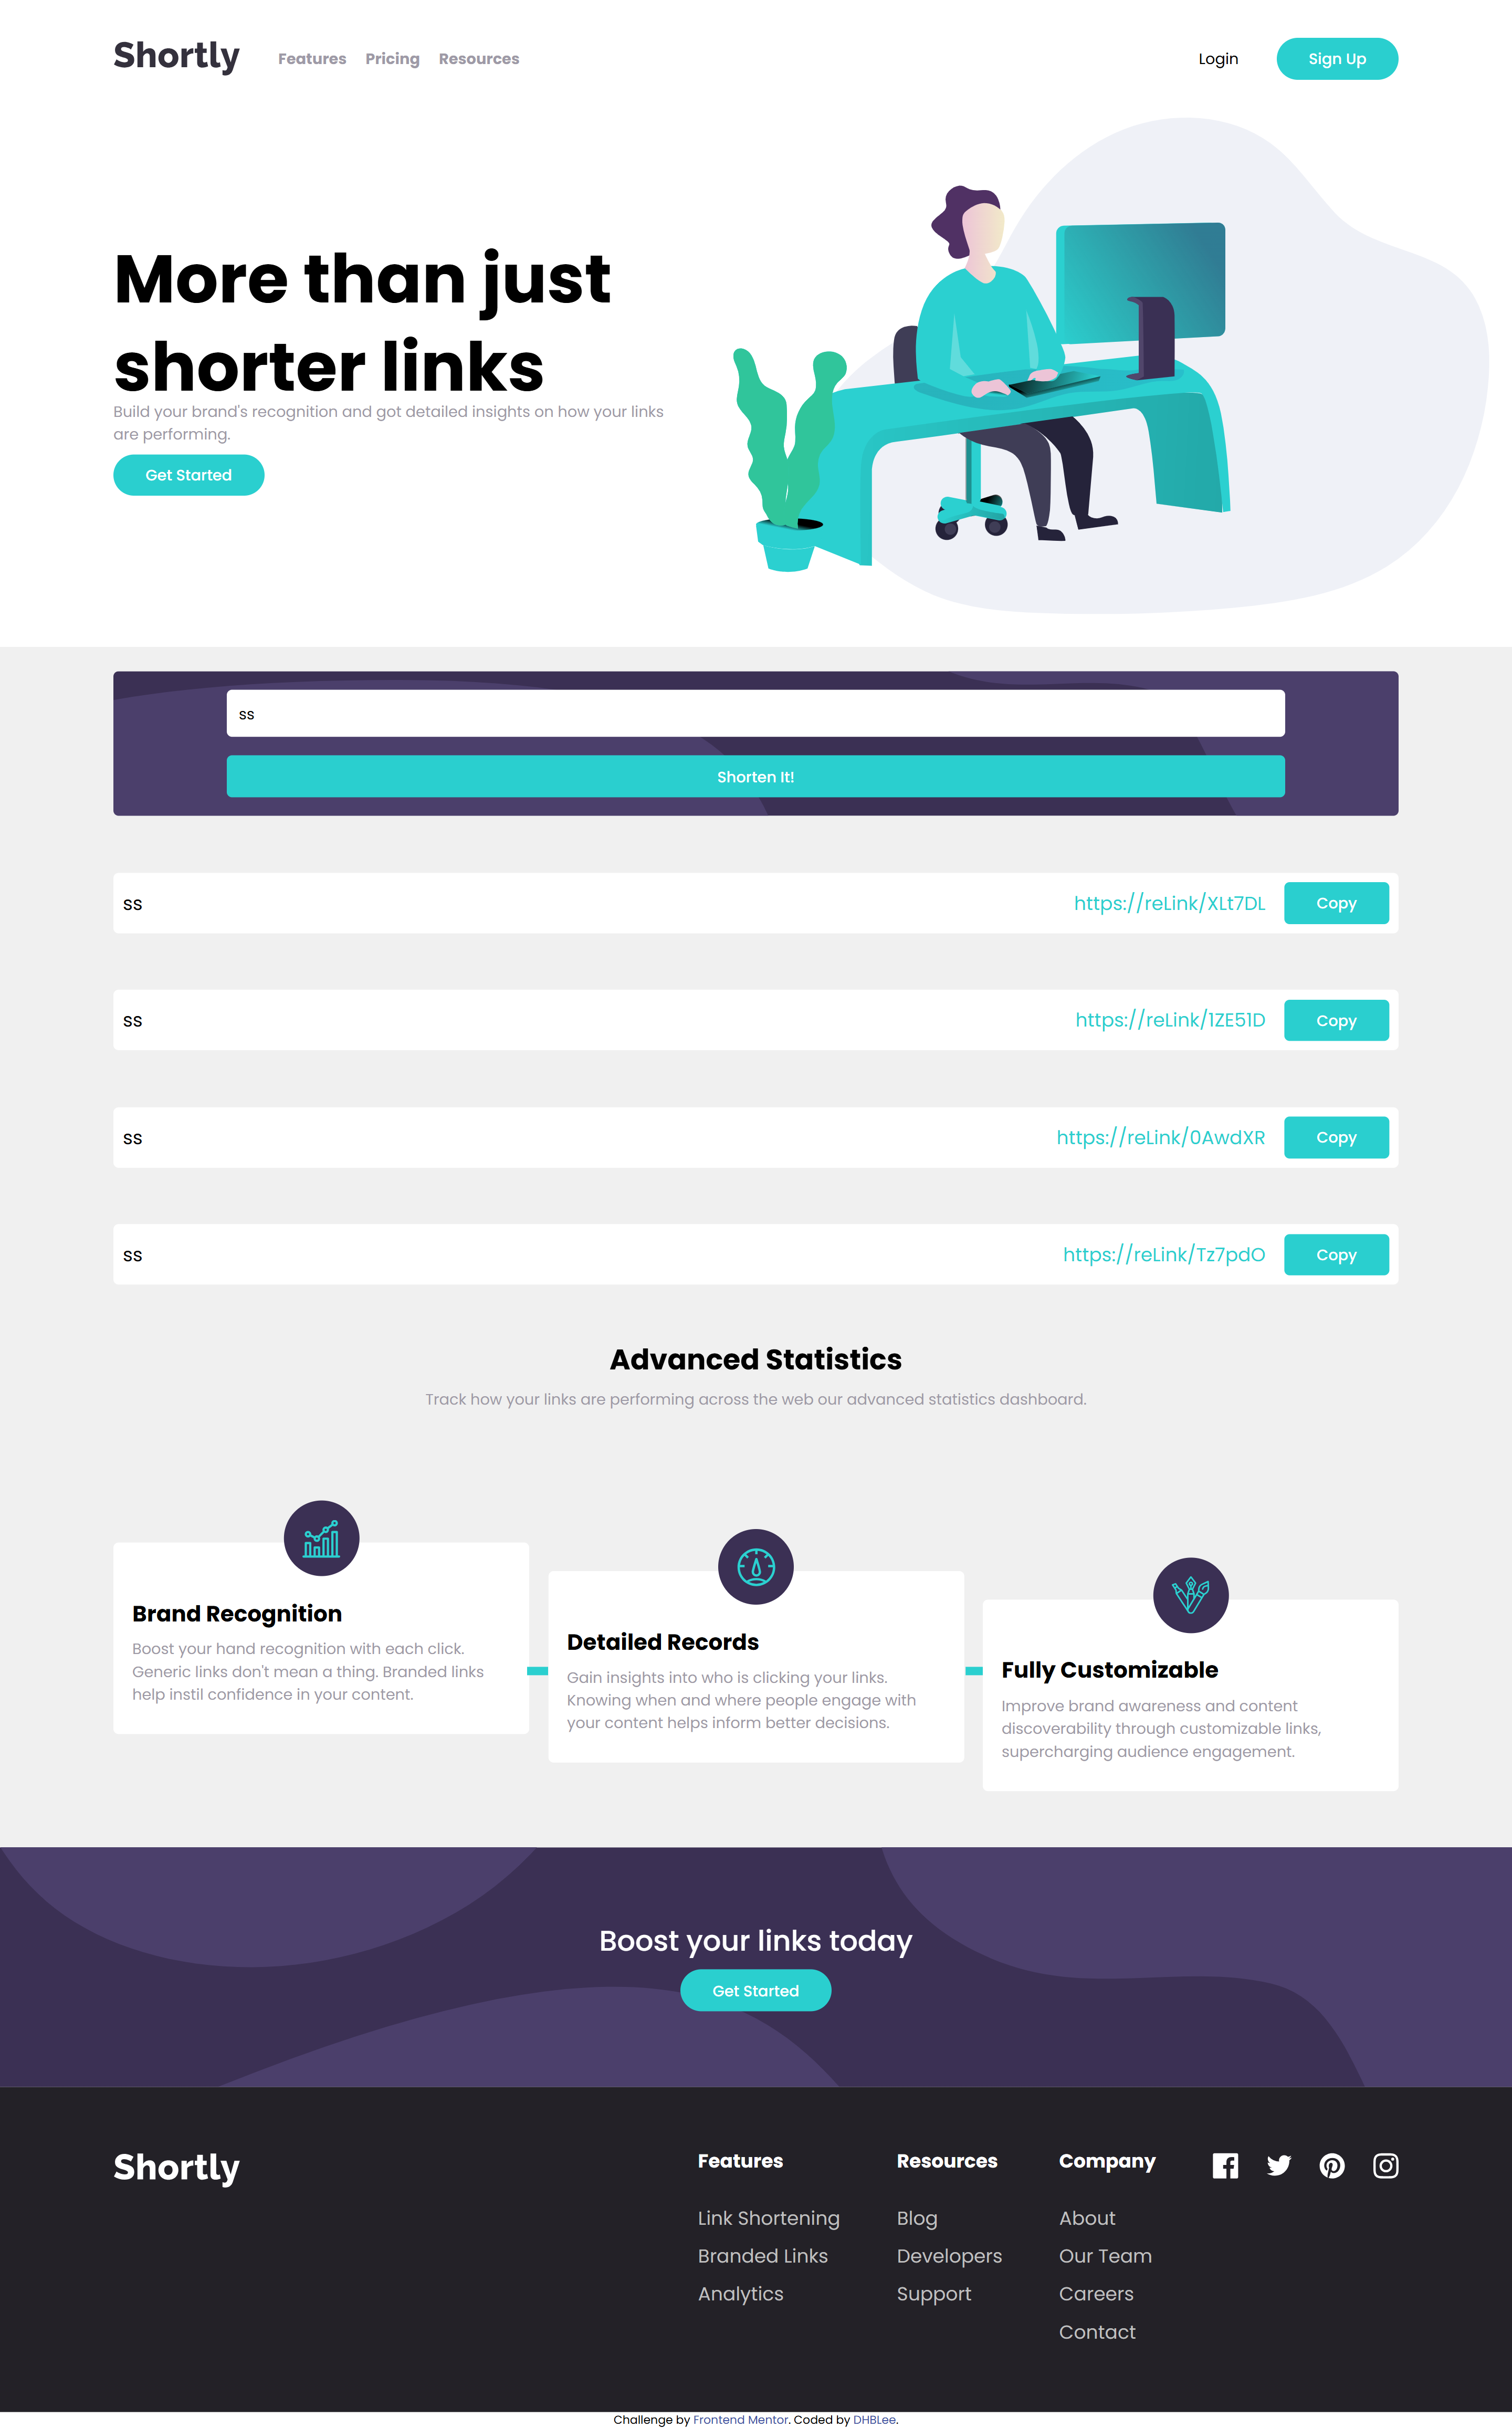 Shortly
Features Pricing Resources
Login
Sign Up
More than just
shorter links
Build your brand's recognition and got detailed insights on how your links
are performing.
Get Started
ss
Shorten It!
ss
https://reLink/XLt7DL
Copy
ss
https://reLink/1ZE51D
Copy
ss
https://reLink/0AwdXR
Copy
ss
https://reLink/Tz7pdO
Copy
Advanced Statistics
Track how your links are performing across the web our advanced statistics dashboard.
Brand Recognition
Boost your hand recognition with each click.
Generic links don't mean a thing. Branded links
help instil confidence in your content.
Detailed Records
Gain insights into who is clicking your links.
Knowing when and where people engage with
your content helps inform better decisions.
Fully Customizable
Improve brand awareness and content
discoverability through customizable links,
supercharging audience engagement.
Boost your links today
Get Started
Shortly
Features
Link Shortening
Branded Links
Analytics
Resources
Blog
Developers
Support
Company
About
Our Team
Careers
Contact
Challenge by Frontend Mentor. Coded by DHBLee.